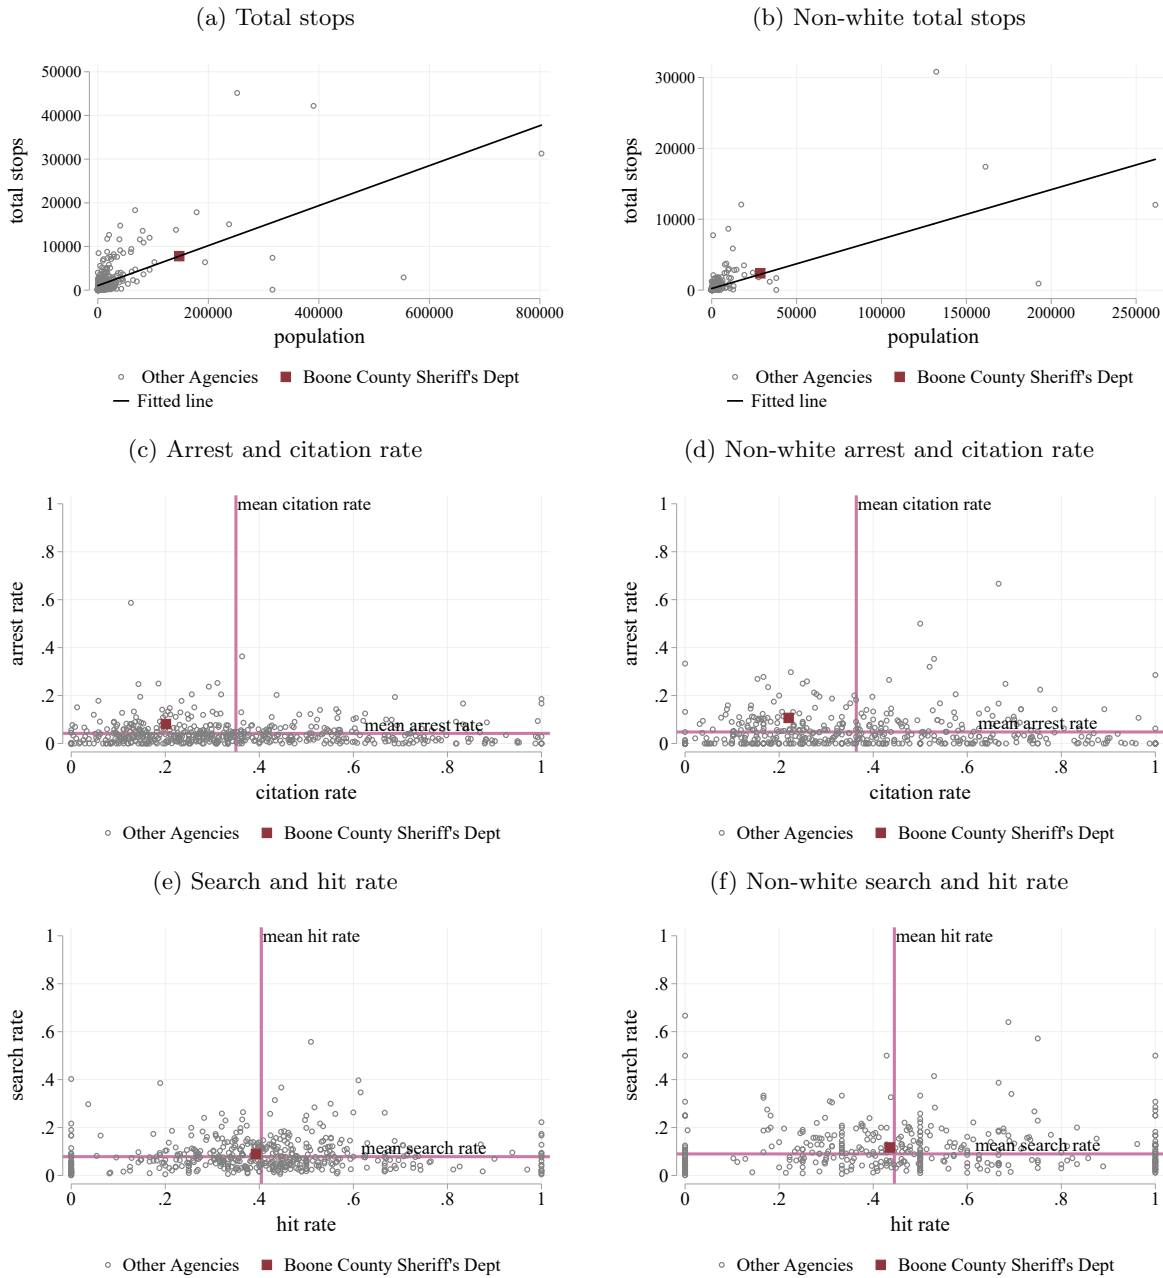 (a) Total stops
(b) Non-white total stops
50000
40000
30000
20000
10000
0
total stops
0
200000
400000
600000
800000
population
Other Agencies
Boone County Sheriff's Dept
Fitted line
30000
20000
10000
0
total stops
0
50000
100000
150000
200000
250000
population
Other Agencies
Boone County Sheriff's Dept
Fitted line
(c) Arrest and citation rate
(d) Non-white arrest and citation rate
1
.8
.6
.4
.2
0
arrest rate
mean citation rate
mean arrest rate
0
.2
.4
.6
.8
1
citation rate
Other Agencies
Boone County Sheriff's Dept
1
.8
.6
.4
.2
0
arrest rate
mean citation rate
mean arrest rate
0
.2
.4
.6
.8
1
citation rate
Other Agencies
Boone County Sheriff's Dept
(e) Search and hit rate
(f) Non-white search and hit rate
1
.8
.6
.4
.2
0
search rate
mean hit rate
mean search rate
0
.2
.4
.6
.8
1
hit rate
Other Agencies
Boone County Sheriff's Dept
1
.8
.6
.4
.2
0
search rate
mean hit rate
mean search rate
0
.2
.4
.6
.8
1
hit rate
Other Agencies
Boone County Sheriff's Dept